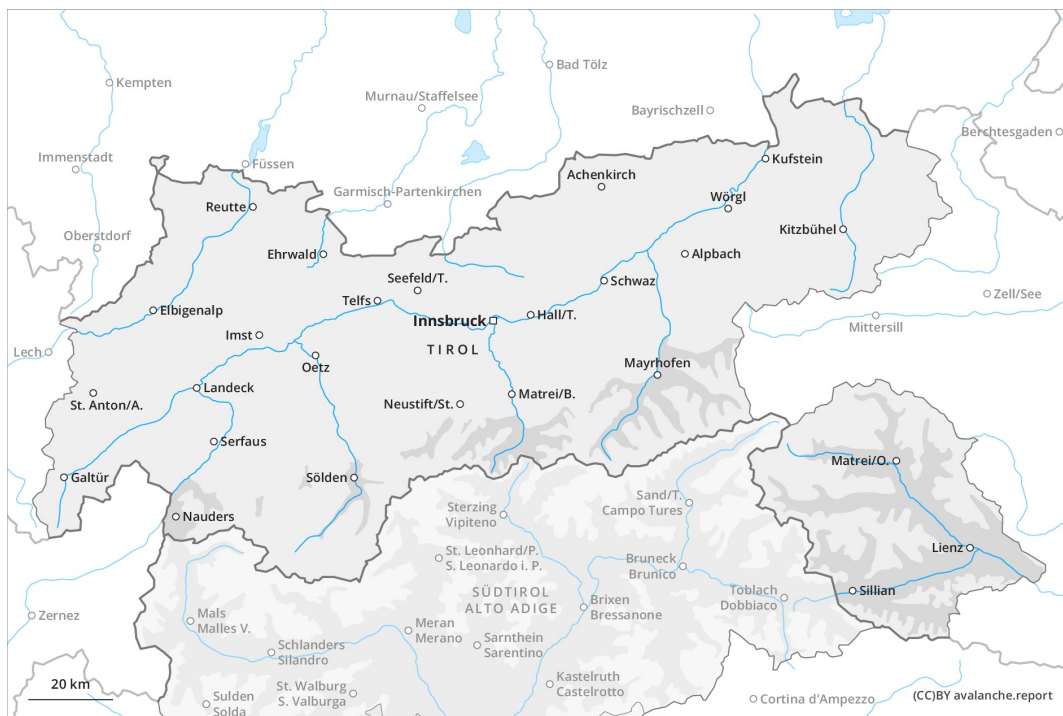 Kempten
Bad Tölz
Murnau/Staffelsee
Bayrischzell
Berchtesgaden
Immenstadt
Füssen
Kufstein
Achenkirch
Garmisch-Partenkirchen
Reutte
Wörgl
Kitzbühel
Oberstdorf
Ehrwald
Alpbach
Seefeld/T.
Schwaz
Telfs
Zell/See
Elbigenalp
Innsbruck
Hall/T.
Mittersill
Imst
TIROL
Lech
Oetz
Mayrhofen
Landeck
St. Anton/A.
Neustift/St.
Matrei/B.
Serfaus
Matrei/O.
Galtür
Sölden
Sand/T.
Campo Tures
Nauders
Sterzing
Vipiteno
Lienz
St. Leonhard/P.
S. Leonardo i. P.
Bruneck
Brunico
SÜDTIROL
ALTO ADIGE
Sillian
Toblach
Dobbiaco
Brixen
Bressanone
Zernez
Mals
Malles V.
Meran
Merano
Sarnthein
Sarentino
Schlanders
Silandro
Kastelruth
Castelrotto
20 km
St. Walburg
S. Valburga
Sulden
Solda
Cortina d'Ampezzo
(CC)BY avalanche.report